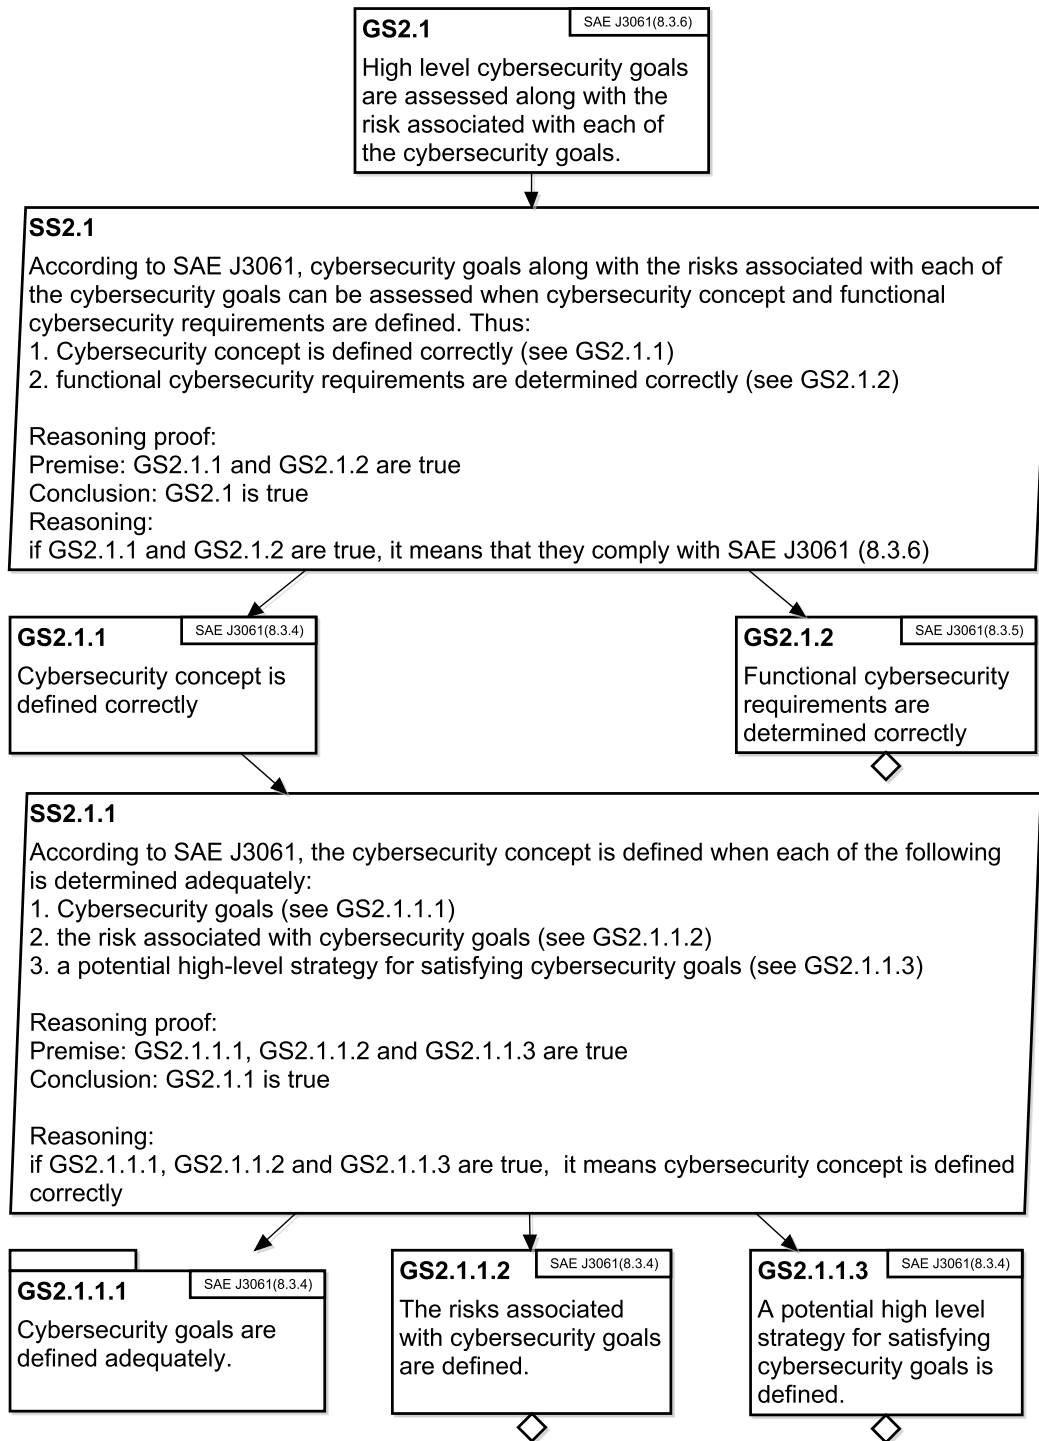 GS2.1
SAE J3061(8.3.6)
High level cybersecurity goals
are assessed along with the
risk associated with each of
the cybersecurity goals.
SS2.1
According to SAE J3061, cybersecurity goals along with the risks associated with each of
the cybersecurity goals can be assessed when cybersecurity concept and functional
cybersecurity requirements are defined. Thus:
1. Cybersecurity concept is defined correctly (see GS2.1.1)
2. functional cybersecurity requirements are determined correctly (see GS2.1.2)
Reasoning proof:
Premise: GS2.1.1 and GS2.1.2 are true
Conclusion: GS2.1 is true
Reasoning:
if GS2.1.1 and GS2.1.2 are true, it means that they comply with SAE J3061 (8.3.6)
GS2.1.1
SAE J3061(8.3.4)
Cybersecurity concept is
defined correctly
GS2.1.2
SAE J3061(8.3.5)
Functional cybersecurity
requirements are
determined correctly
SS2.1.1
According to SAE J3061, the cybersecurity concept is defined when each of the following
is determined adequately:
1. Cybersecurity goals (see GS2.1.1.1)
2. the risk associated with cybersecurity goals (see GS2.1.1.2)
3. a potential high-level strategy for satisfying cybersecurity goals (see GS2.1.1.3)
Reasoning proof:
Premise: GS2.1.1.1, GS2.1.1.2 and GS2.1.1.3 are true
Conclusion: GS2.1.1 is true
Reasoning:
if GS2.1.1.1, GS2.1.1.2 and GS2.1.1.3 are true, it means cybersecurity concept is defined
correctly
GS2.1.1.1
SAE J3061(8.3.4)
Cybersecurity goals are
defined adequately.
GS2.1.1.2
SAE J3061(8.3.4)
The risks associated
with cybersecurity goals
are defined.
GS2.1.1.3
SAE J3061(8.3.4)
A potential high level
strategy for satisfying
cybersecurity goals is
defined.